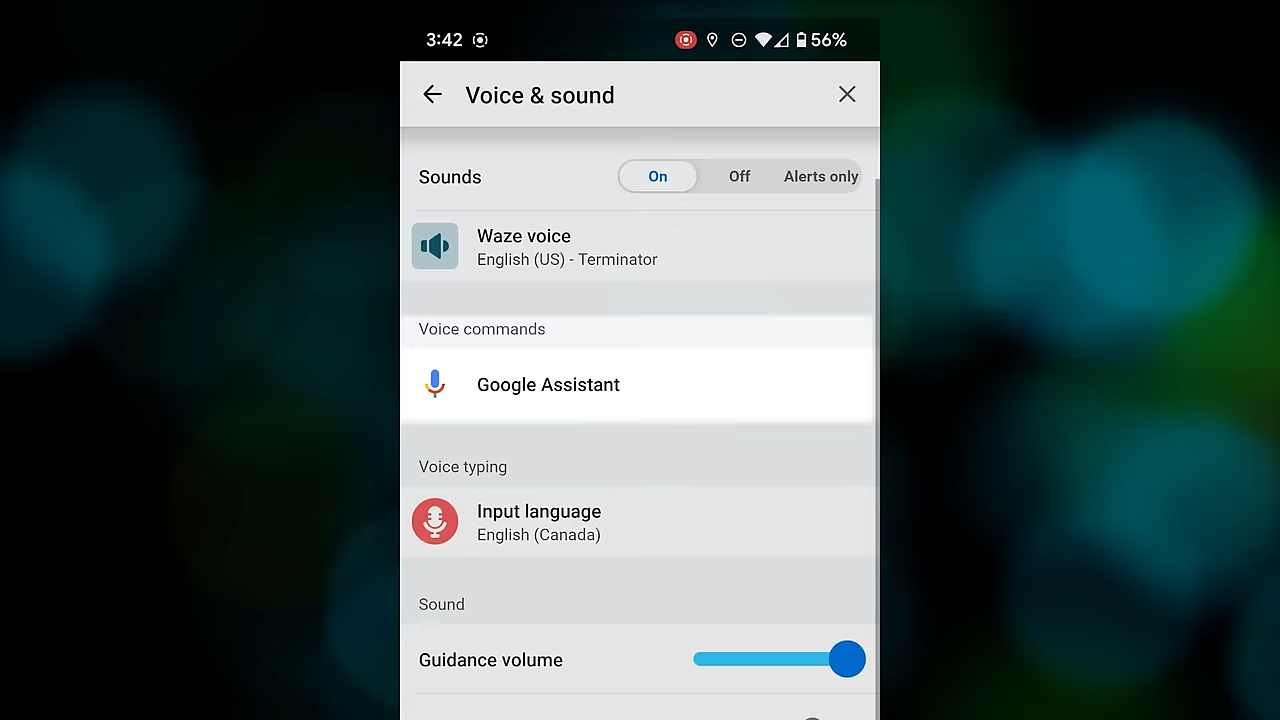 3:42 56%
Voice & sound
Sounds On Off Alerts only
Waze voice
English (US) - Terminator
Voice commands
Google Assistant
Voice typing
Input language
English (Canada)
Sound
Guidance volume